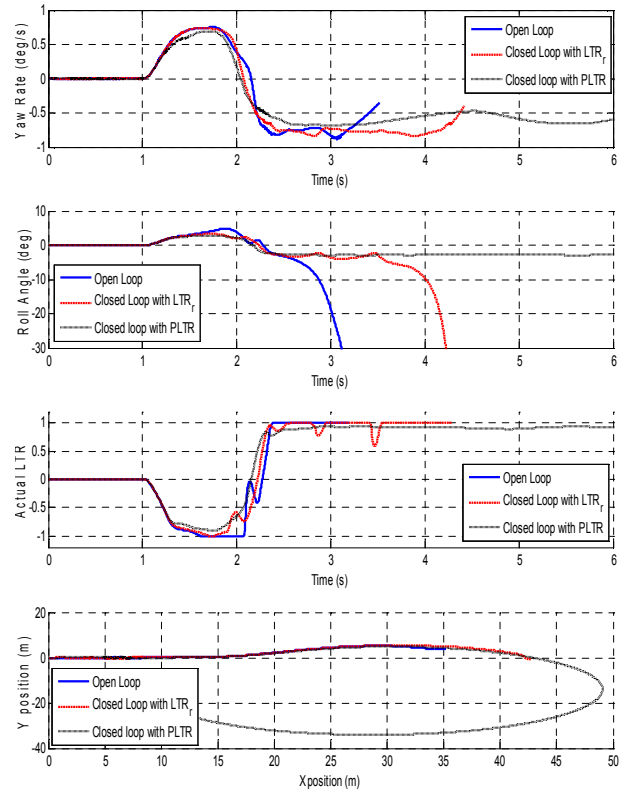 1
0.5
0
-0.5
-1
Yaw Rate (deg/s)
Open Loop
Closed Loop with LTRr
Closed loop with PLTR
0 1 2 3 4 5 6
Time (s)
10
0
-10
-20
-30
Roll Angle (deg)
Open Loop
Closed Loop with LTRr
Closed loop with PLTR
0 1 2 3 4 5 6
Time (s)
1
0.5
0
-0.5
-1
Actual LTR
Open Loop
Closed Loop with LTRr
Closed loop with PLTR
0 1 2 3 4 5 6
Time (s)
20
0
-20
-40
Y position (m)
Open Loop
Closed Loop with LTRr
Closed loop with PLTR
0 5 10 15 20 25 30 35 40 45 50
Xposition (m)